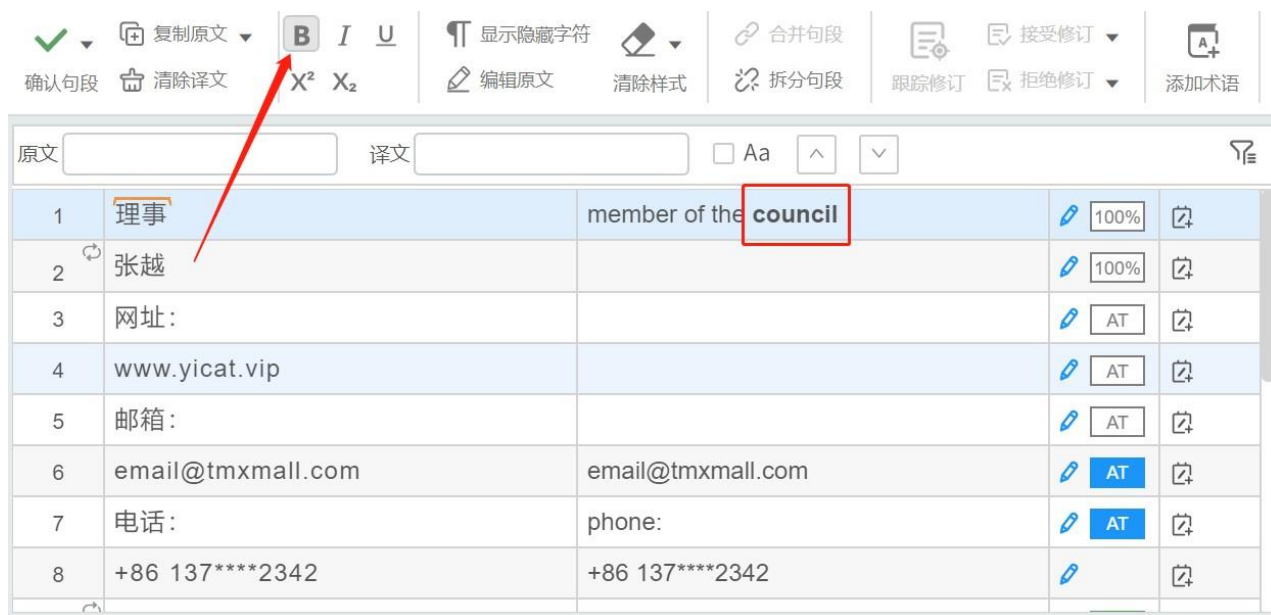 复制原文 B I U 显示隐藏字符 合并句段 接受修订
确认句段 清除译文 X² X₂ 编辑原文 清除样式 拆分句段 跟踪修订 拒绝修订 添加术语
原文 译文 Aa
1 理事 member of the council 100%
2 张越 100%
3 网址： AT
4 www.yicat.vip AT
5 邮箱： AT
6 email@tmxmall.com email@tmxmall.com AT
7 电话： phone: AT
8 +86 137****2342 +86 137****2342